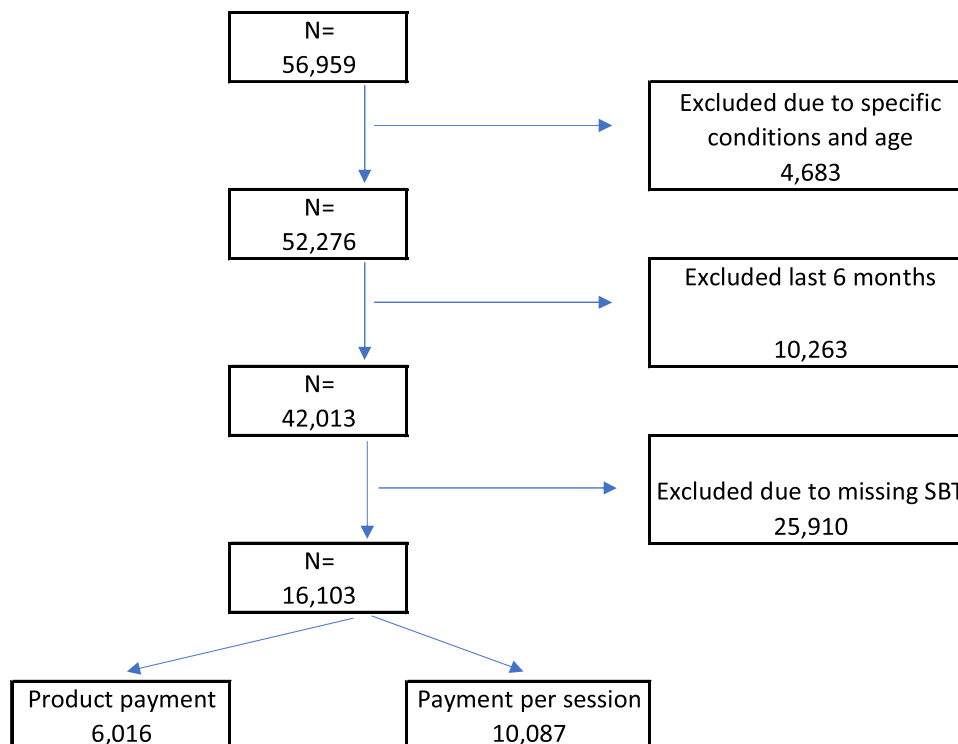 N=
56,959
Excluded due to specific
conditions and age
4,683
N=
52,276
Excluded last 6 months
10,263
N=
42,013
Excluded due to missing SBT
25,910
N=
16,103
Product payment
6,016
Payment per session
10,087